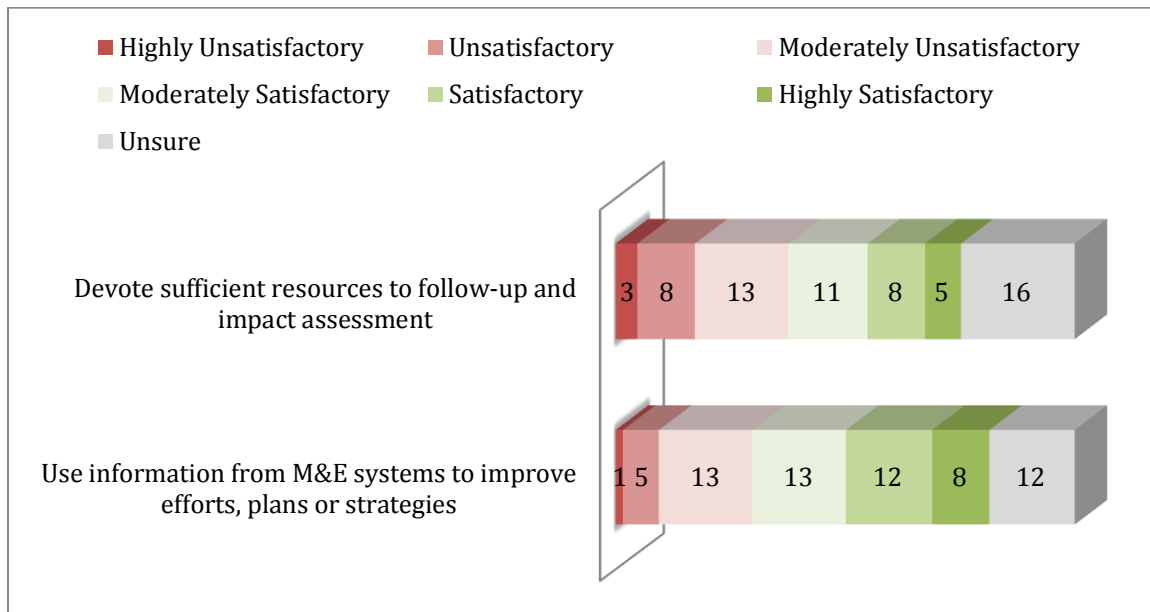 Highly Unsatisfactory Unsatisfactory Moderately Unsatisfactory
Moderately Satisfactory Satisfactory Highly Satisfactory
Unsure
Devote sufficient resources to follow-up and
impact assessment
3 8 13 11 8 5 16
Use information from M&E systems to improve
efforts, plans or strategies
1 5 13 13 12 8 12